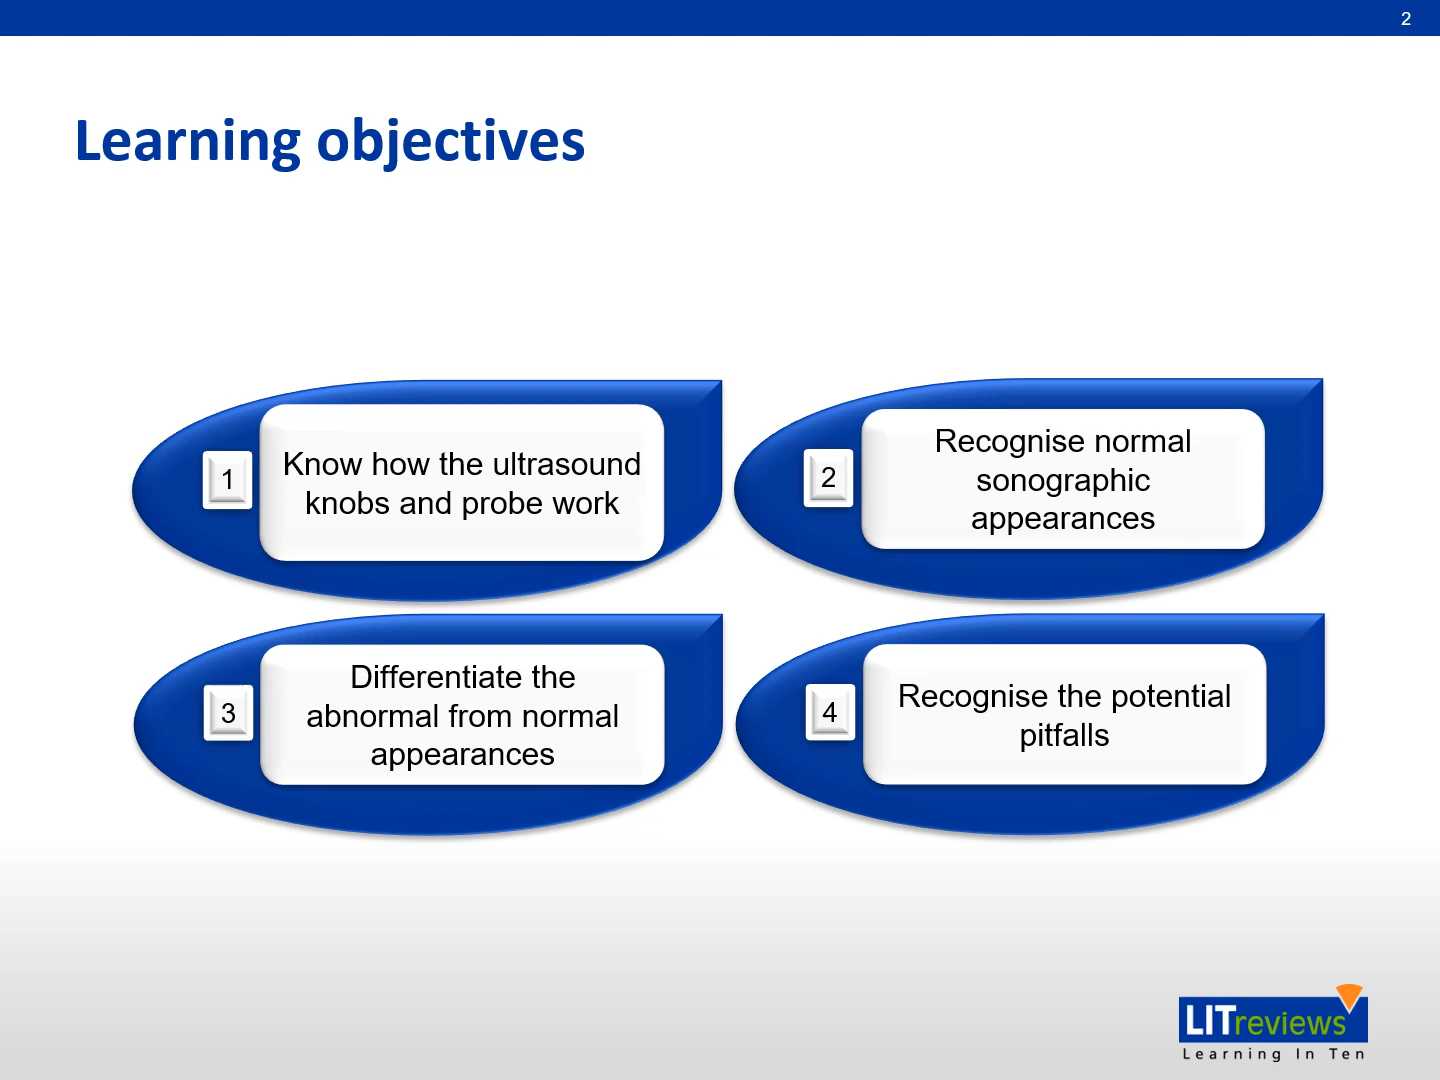 2
Learning objectives
1
Know how the ultrasound
knobs and probe work
2
Recognise normal
sonographic
appearances
3
Differentiate the
abnormal from normal
appearances
4
Recognise the potential
pitfalls
LITreviews
Learning In Ten